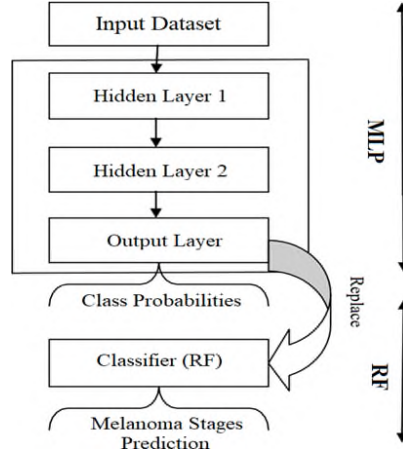 Input Dataset
Hidden Layer 1
MLP
Hidden Layer 2
Output Layer
Class Probabilities
Replace
Classifier (RF)
RF
Melanoma Stages
Prediction